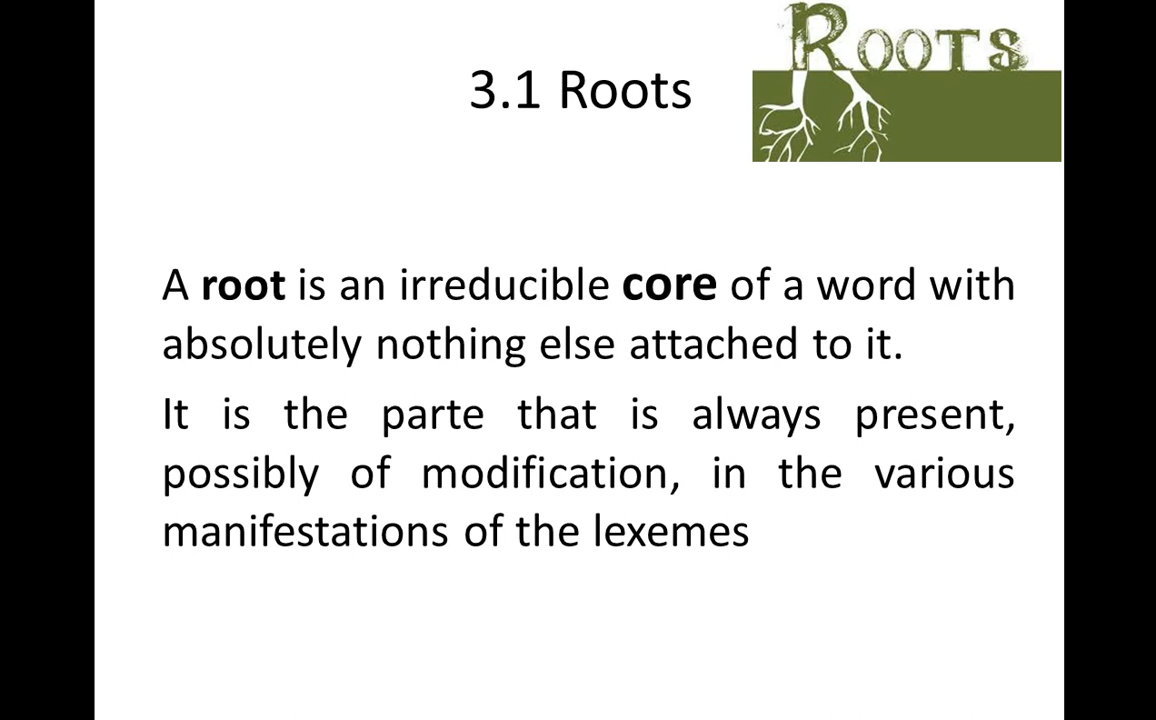 ROOTS
3.1 Roots
A root is an irreducible core of a word with
absolutely nothing else attached to it.
It is the parte that is always present,
possibly of modification, in the various
manifestations of the lexemes